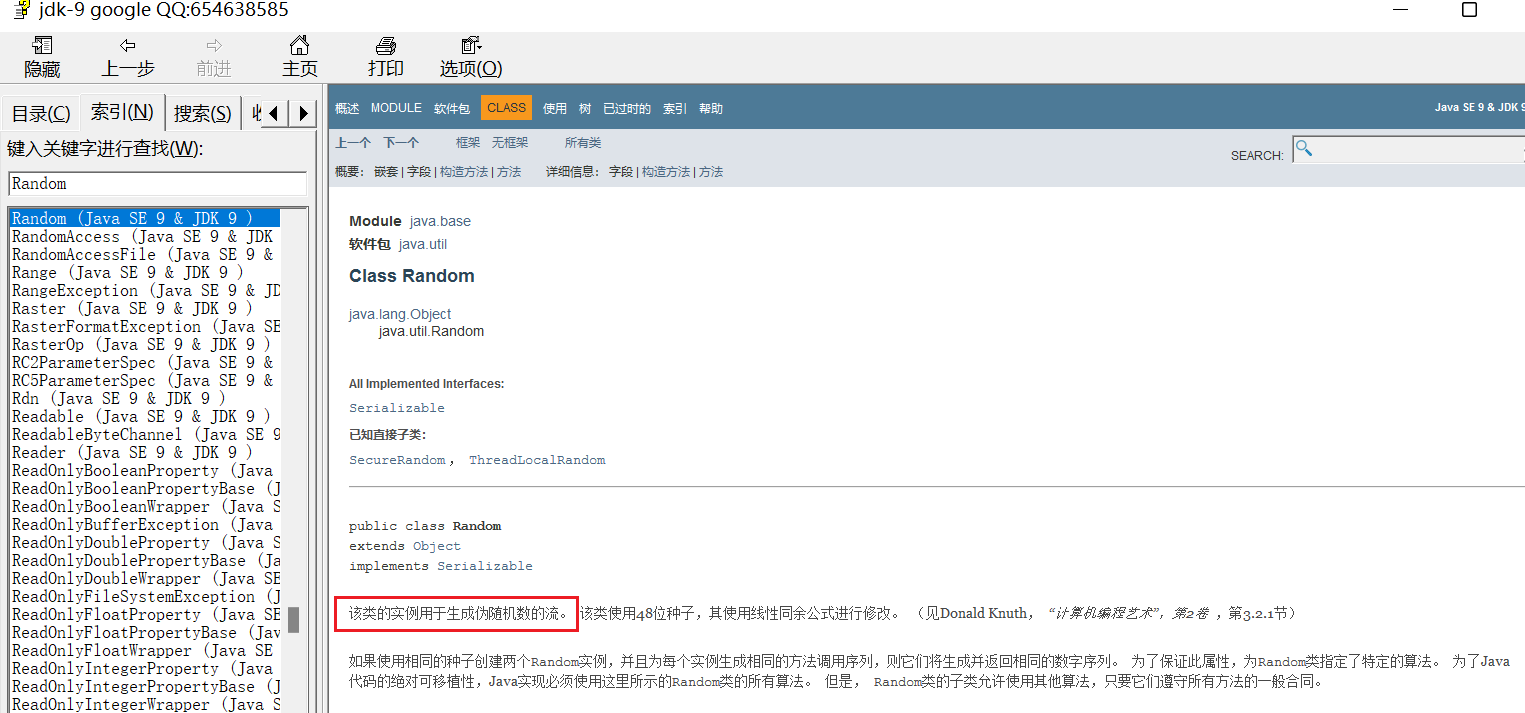 jdk-9 google QQ:654638585
隐藏 上一步 前进 主页 打印 选项(O)
目录(C) 索引(N) 搜索(S)
键入关键字进行查找(W):
Random
Random (Java SE 9 & JDK 9 )
RandomAccess (Java SE 9 & JDK
RandomAccessFile (Java SE 9 &
Range (Java SE 9 & JDK 9 )
RangeException (Java SE 9 & JD
Raster (Java SE 9 & JDK 9 )
RasterFormatException (Java SE
RasterOp (Java SE 9 & JDK 9 )
RC2ParameterSpec (Java SE 9 &
RC5ParameterSpec (Java SE 9 &
Rdn (Java SE 9 & JDK 9 )
Readable (Java SE 9 & JDK 9 )
ReadableByteChannel (Java SE 9
Reader (Java SE 9 & JDK 9 )
ReadOnlyBooleanProperty (Java
ReadOnlyBooleanPropertyBase (J
ReadOnlyBooleanWrapper (Java S
ReadOnlyBufferException (Java
ReadOnlyDoubleProperty (Java S
ReadOnlyDoublePropertyBase (Ja
ReadOnlyDoubleWrapper (Java SE
ReadOnlyFileSystemException (J
ReadOnlyFloatProperty (Java SE
ReadOnlyFloatPropertyBase (Jav
ReadOnlyFloatWrapper (Java SE
ReadOnlyIntegerProperty (Java
ReadOnlyIntegerPropertyBase (J
ReadOnlyIntegerWrapper (Java S
概述 MODULE 软件包 CLASS 使用 树 已过时的 索引 帮助
Java SE 9 & JDK 9
上一个 下一个 框架 无框架 所有类
SEARCH:
概要: 嵌套 | 字段 | 构造方法 | 方法 详细信息: 字段 | 构造方法 | 方法
Module java.base
软件包 java.util
Class Random
java.lang.Object
java.util.Random
All Implemented Interfaces:
Serializable
已知直接子类:
SecureRandom , ThreadLocalRandom
public class Random
extends Object
implements Serializable
该类的实例用于生成伪随机数的流。 该类使用48位种子，其使用线性同余公式进行修改。 （见Donald Knuth， “计算机编程艺术”，第2卷 ，第3.2.1节）
如果使用相同的种子创建两个Random实例，并且为每个实例生成相同的方法调用序列，则它们将生成并返回相同的数字序列。 为了保证此属性，为Random类指定了特定的算法。 为了Java
代码的绝对可移植性，Java实现必须使用这里所示的Random类的所有算法。 但是， Random类的子类允许使用其他算法，只要它们遵守所有方法的一般合同。